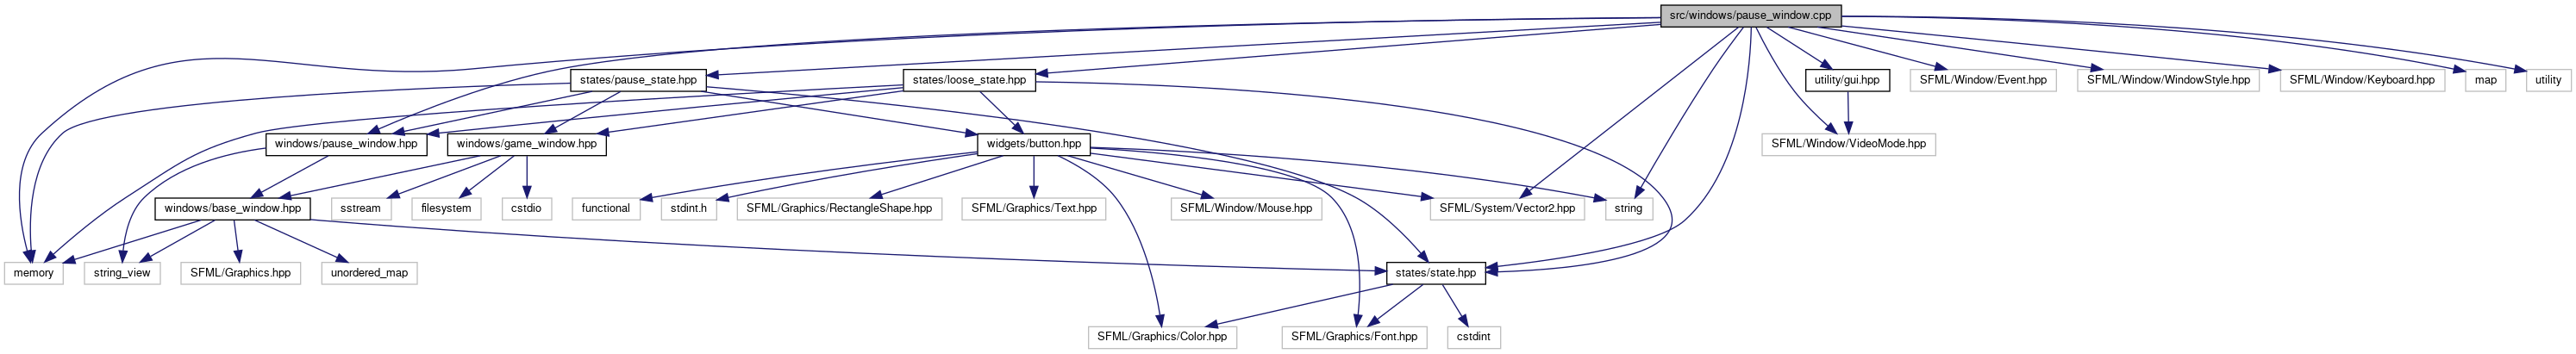 src/windows/pause_window.cpp
states/pause_state.hpp
states/loose_state.hpp
utility/gui.hpp
SFML/Window/Event.hpp
SFML/Window/WindowStyle.hpp
SFML/Window/Keyboard.hpp
map
utility
windows/pause_window.hpp
windows/game_window.hpp
widgets/button.hpp
SFML/Window/VideoMode.hpp
windows/base_window.hpp
sstream
filesystem
cstdio
functional
stdint.h
SFML/Graphics/RectangleShape.hpp
SFML/Graphics/Text.hpp
SFML/Window/Mouse.hpp
SFML/System/Vector2.hpp
string
memory
string_view
SFML/Graphics.hpp
unordered_map
states/state.hpp
SFML/Graphics/Color.hpp
SFML/Graphics/Font.hpp
cstdint